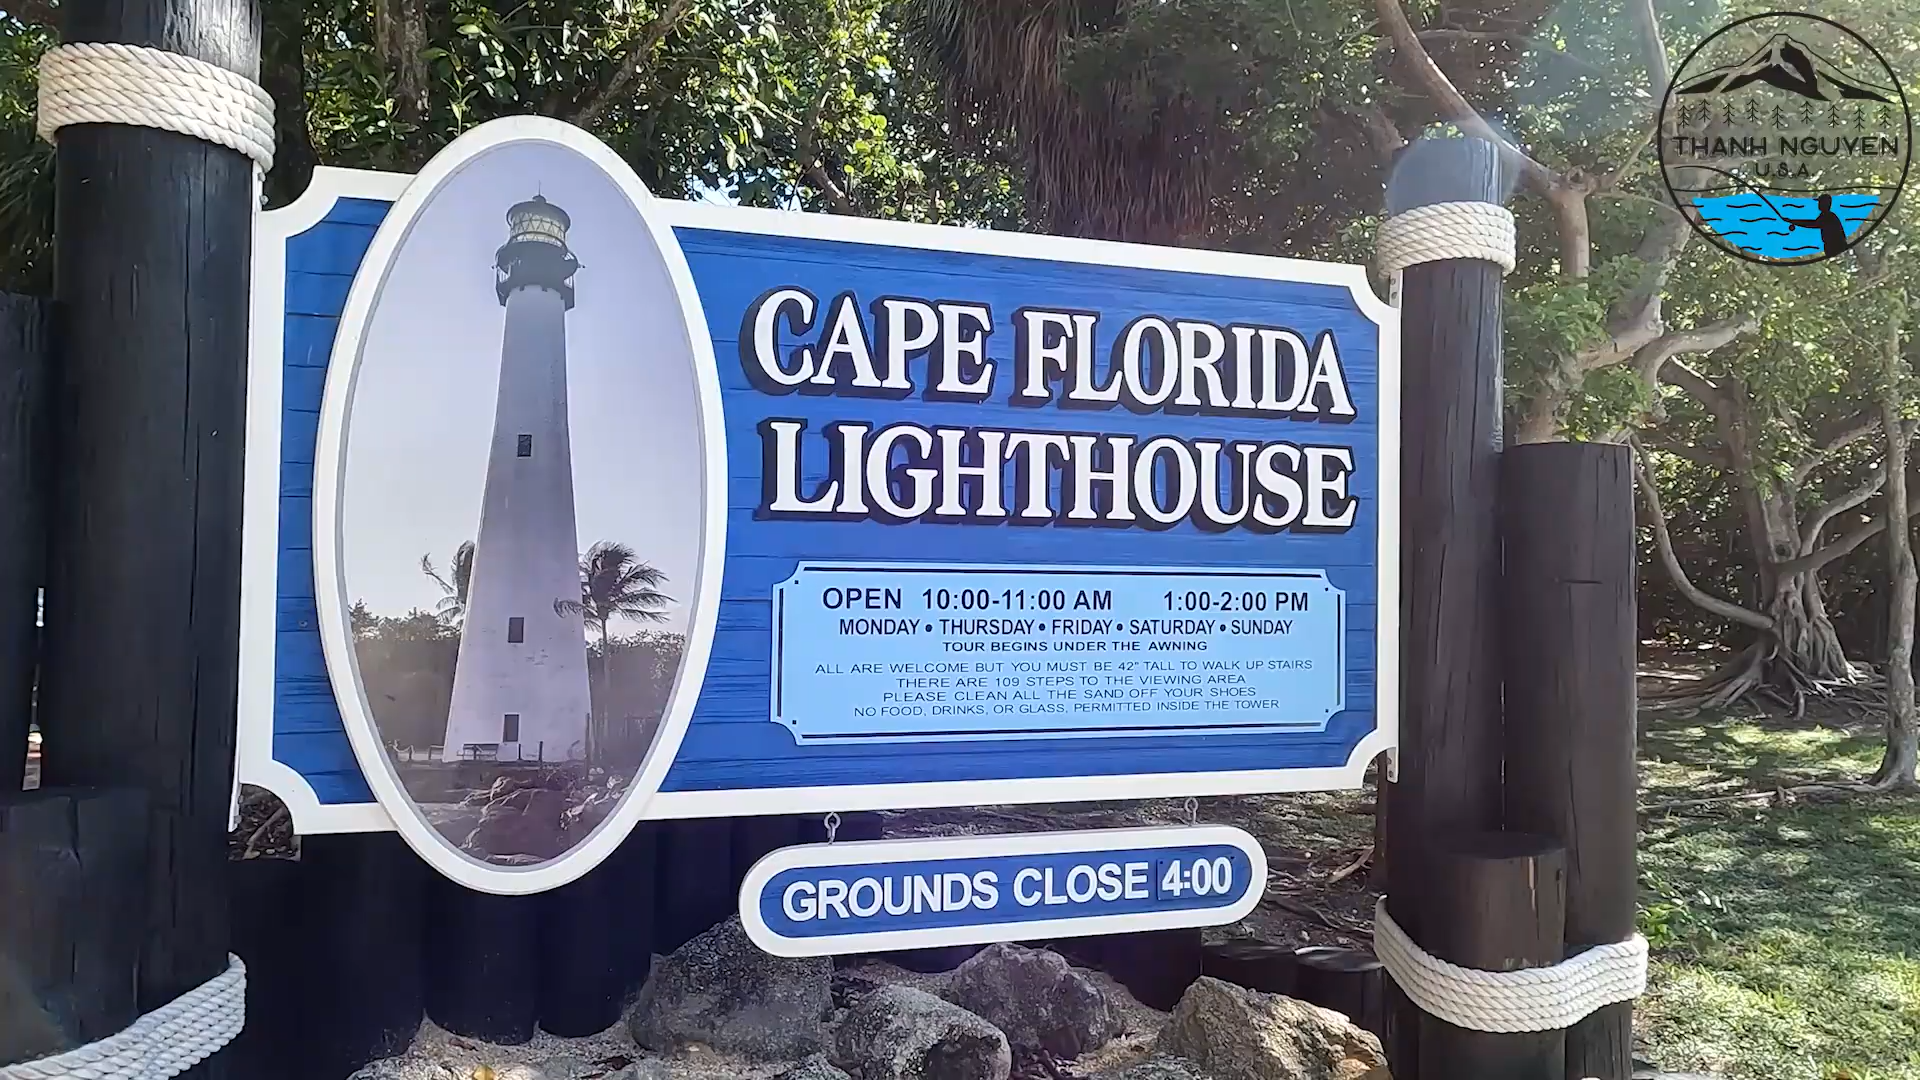 THANH NGUYEN
U.S.A
CAPE FLORIDA
LIGHTHOUSE
OPEN 10:00-11:00 AM 1:00-2:00 PM
MONDAY • THURSDAY • FRIDAY • SATURDAY • SUNDAY
TOUR BEGINS UNDER THE AWNING
ALL ARE WELCOME BUT YOU MUST BE 42" TALL TO WALK UP STAIRS
THERE ARE 109 STEPS TO THE VIEWING AREA
PLEASE CLEAN ALL THE SAND OFF YOUR SHOES
NO FOOD, DRINKS, OR GLASS, PERMITTED INSIDE THE TOWER
GROUNDS CLOSE 4:00